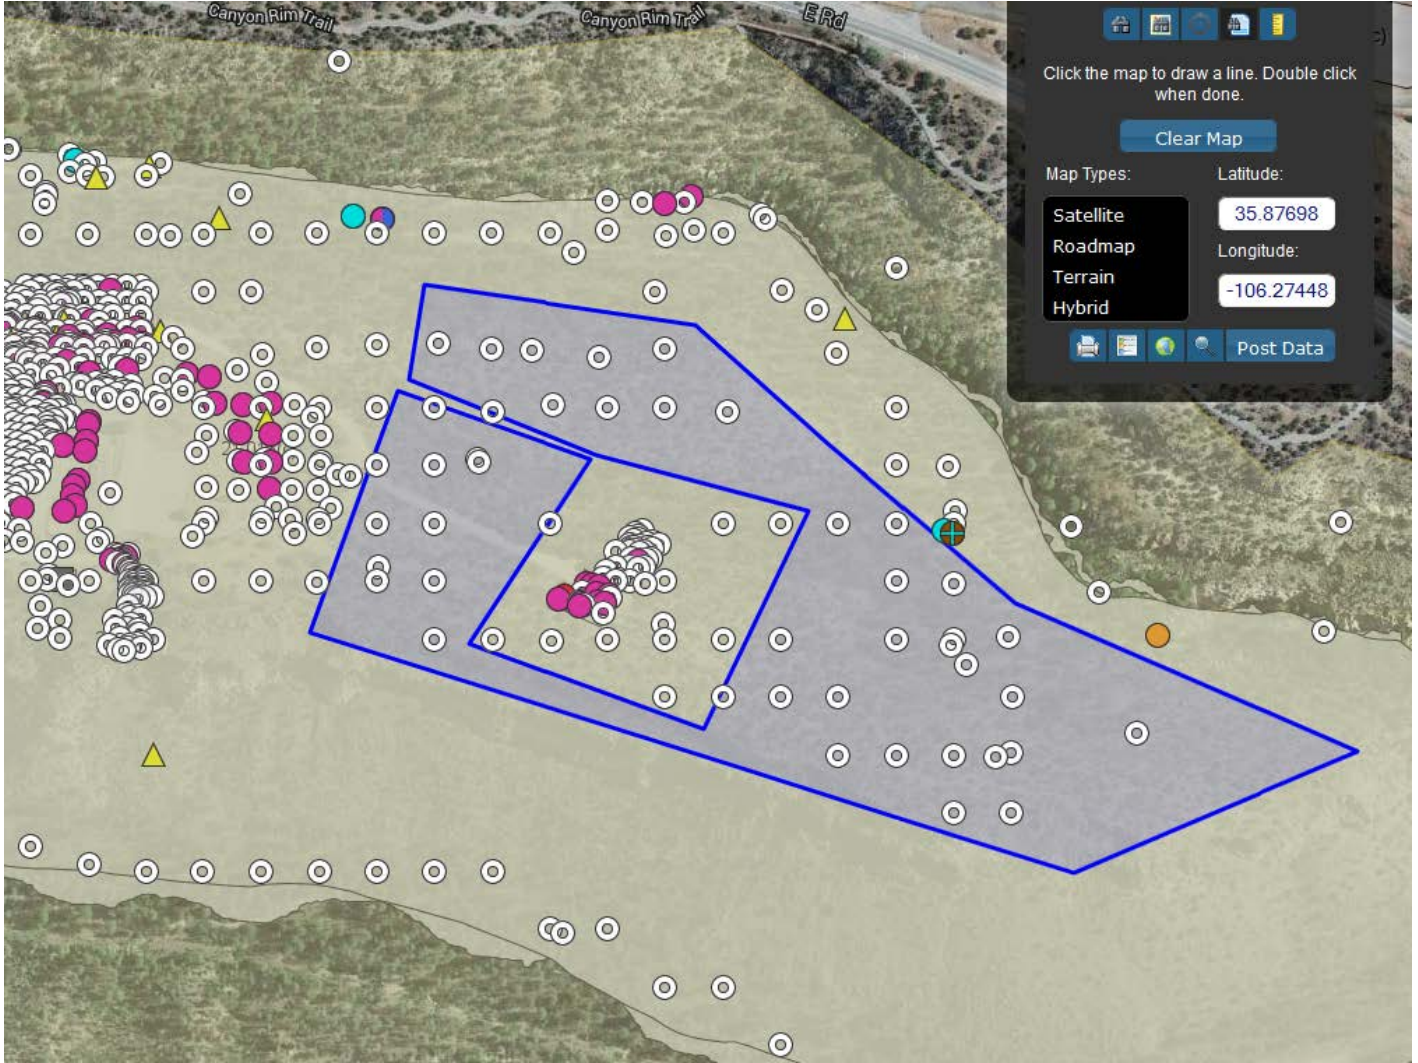 Canyon Rim Trail
Canyon Rim Trail
E Rd
Click the map to draw a line. Double click
when done.
Clear Map
Map Types:
Latitude:
Satellite
Roadmap
Terrain
Hybrid
35.87698
Longitude:
-106.27448
Post Data